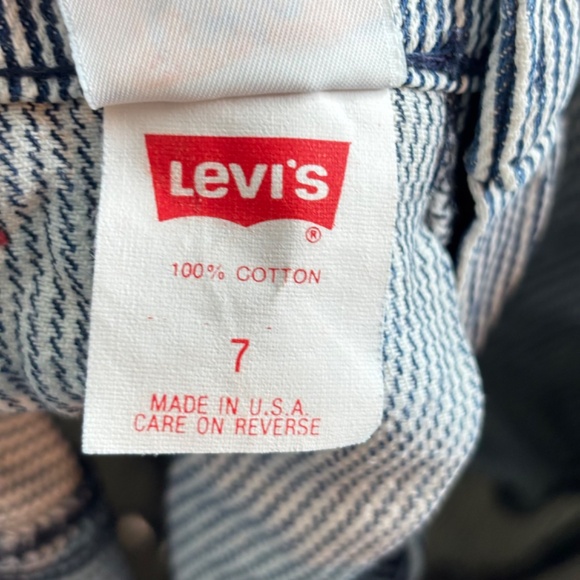 Levi's
®
100% COTTON
7
MADE IN U.S.A.
CARE ON REVERSE